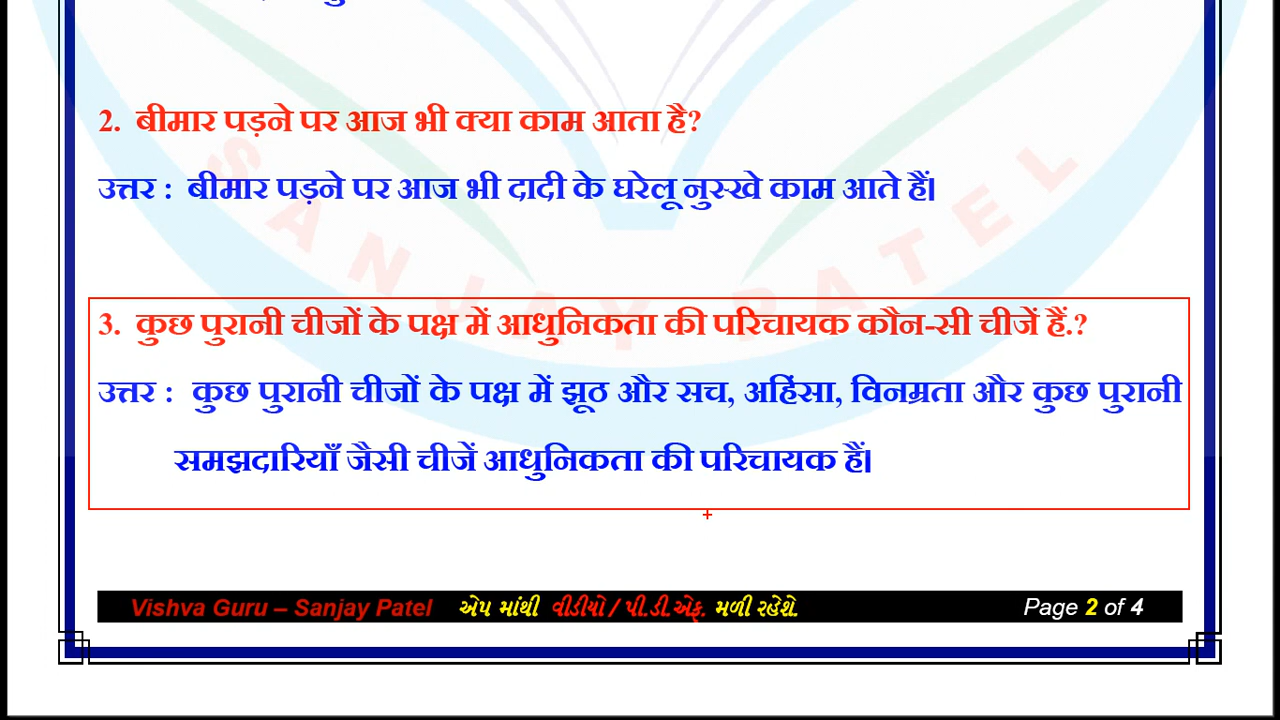 2. बीमार पड़ने पर आज भी क्या काम आता है?
उत्तर : बीमार पड़ने पर आज भी दादी के घरेलू नुस्खे काम आते हैं।
SANJAY PATEL
3. कुछ पुरानी चीजों के पक्ष में आधुनिकता की परिचायक कौन-सी चीजें हैं.?
उत्तर : कुछ पुरानी चीजों के पक्ष में झूठ और सच, अहिंसा, विनम्रता और कुछ पुरानी
समझदारियाँ जैसी चीजें आधुनिकता की परिचायक हैं।
Vishva Guru – Sanjay Patel એપ માંથી વીડીયો / પી.ડી.એફ. મળી રહેશે. Page 2 of 4